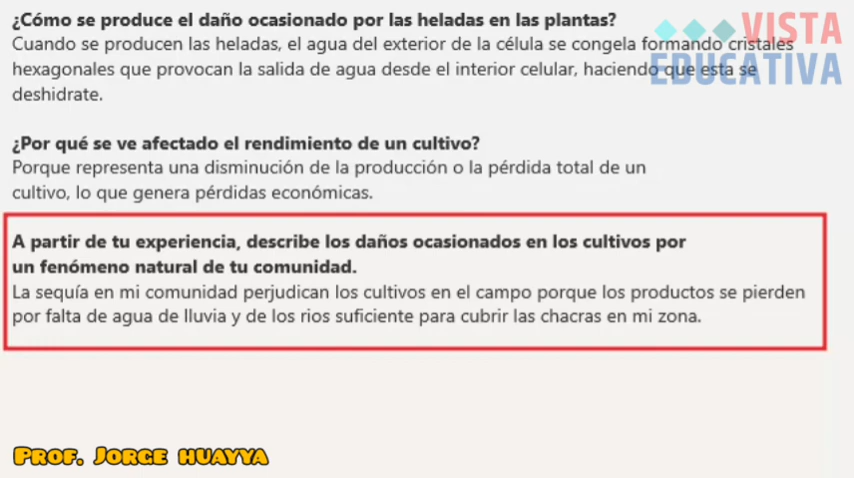 ¿Cómo se produce el daño ocasionado por las heladas en las plantas?
Cuando se producen las heladas, el agua del exterior de la célula se congela formando cristales
hexagonales que provocan la salida de agua desde el interior celular, haciendo que esta se
deshidrate.
VISTA
EDUCATIVA
¿Por qué se ve afectado el rendimiento de un cultivo?
Porque representa una disminución de la producción o la pérdida total de un
cultivo, lo que genera pérdidas económicas.
A partir de tu experiencia, describe los daños ocasionados en los cultivos por
un fenómeno natural de tu comunidad.
La sequía en mi comunidad perjudican los cultivos en el campo porque los productos se pierden
por falta de agua de lluvia y de los rios suficiente para cubrir las chacras en mi zona.
Prof. Jorge huayya